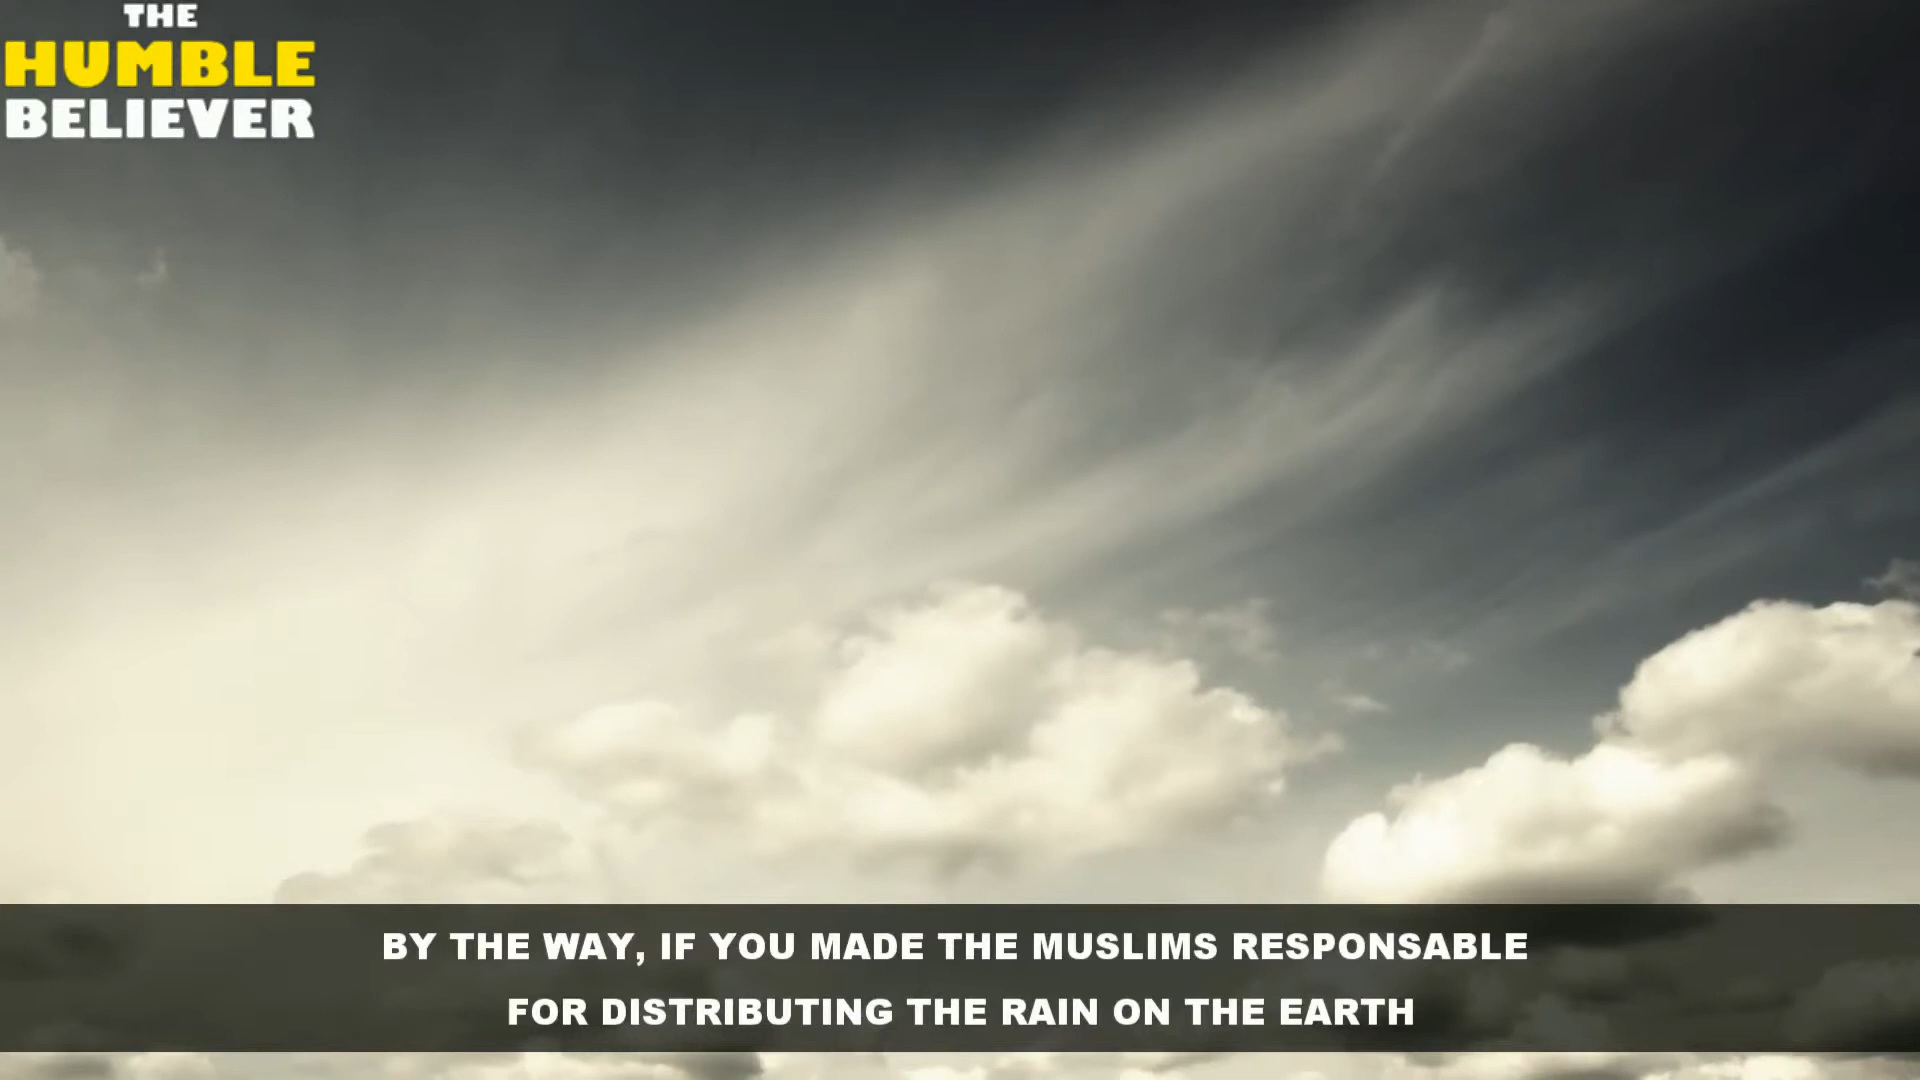 THE
HUMBLE
BELIEVER
BY THE WAY, IF YOU MADE THE MUSLIMS RESPONSABLE
FOR DISTRIBUTING THE RAIN ON THE EARTH